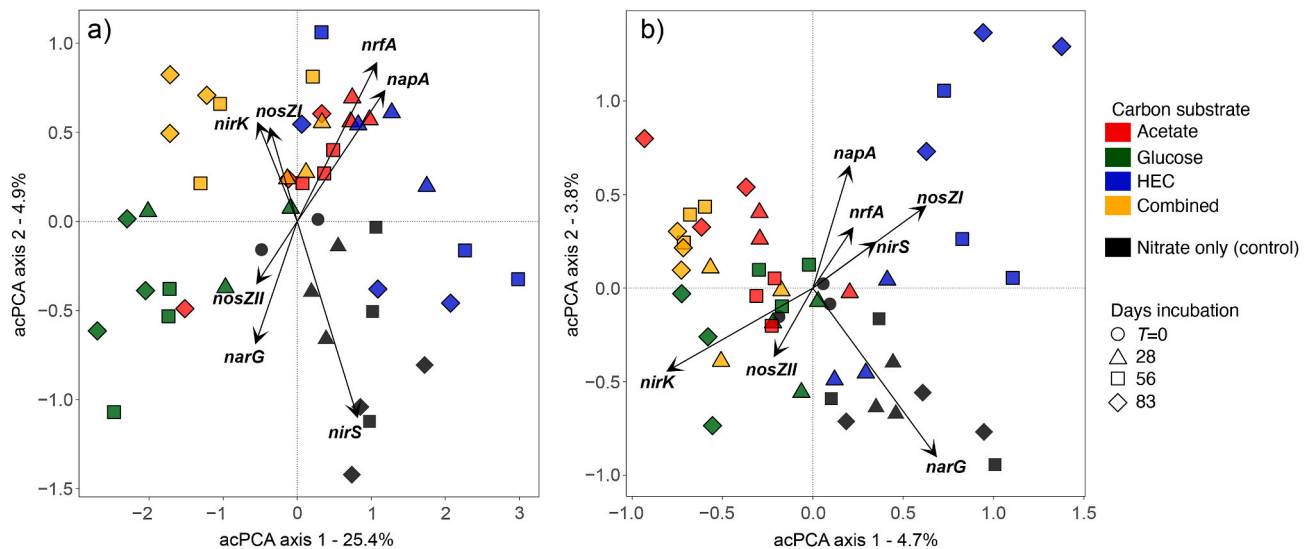 a)
nrfA
napA
nosZI
nirK
nosZII
narG
nirS
1.0
0.5
0.0
−0.5
−1.0
−1.5
−2
−1
0
1
2
3
acPCA axis 2 - 4.9%
acPCA axis 1 - 25.4%
b)
napA
nosZI
nrfA
nirS
nirK
nosZII
narG
1.0
0.5
0.0
−0.5
−1.0
−1.0
−0.5
0.0
0.5
1.0
1.5
acPCA axis 2 - 3.8%
acPCA axis 1 - 4.7%
Carbon substrate
Acetate
Glucose
HEC
Combined
Nitrate only (control)
Days incubation
T=0
28
56
83